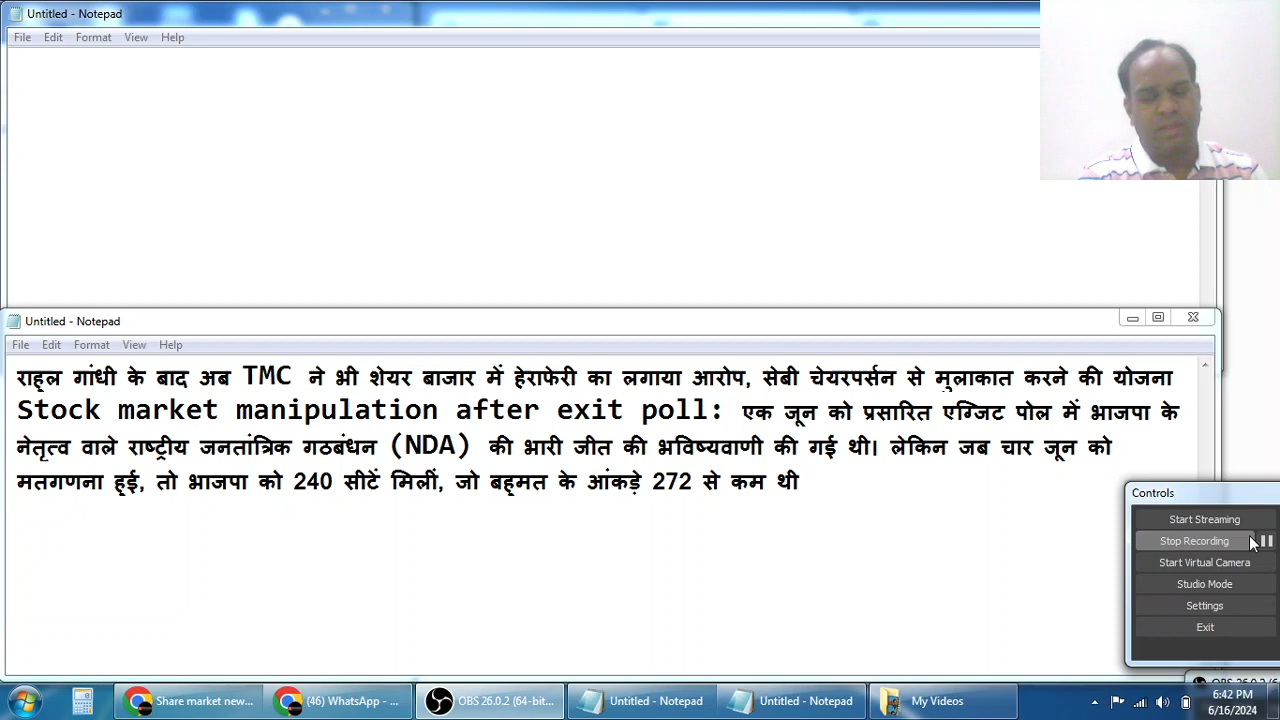 Untitled - Notepad
File Edit Format View Help
Untitled - Notepad
File Edit Format View Help
राहुल गांधी के बाद अब TMC ने भी शेयर बाजार में हेराफेरी का लगाया आरोप, सेबी चेयरपर्सन से मुलाकात करने की योजना
Stock market manipulation after exit poll: एक जून को प्रसारित एग्जिट पोल में भाजपा के
नेतृत्व वाले राष्ट्रीय जनतांत्रिक गठबंधन (NDA) की भारी जीत की भविष्यवाणी की गई थी। लेकिन जब चार जून को
मतगणना हुई, तो भाजपा को 240 सीटें मिलीं, जो बहुमत के आंकड़े 272 से कम थी
Controls
Start Streaming
Stop Recording
Start Virtual Camera
Studio Mode
Settings
Exit
Share market new... (46) WhatsApp - ... OBS 26.0.2 (64-bit... Untitled - Notepad Untitled - Notepad My Videos
6:42 PM
6/16/2024